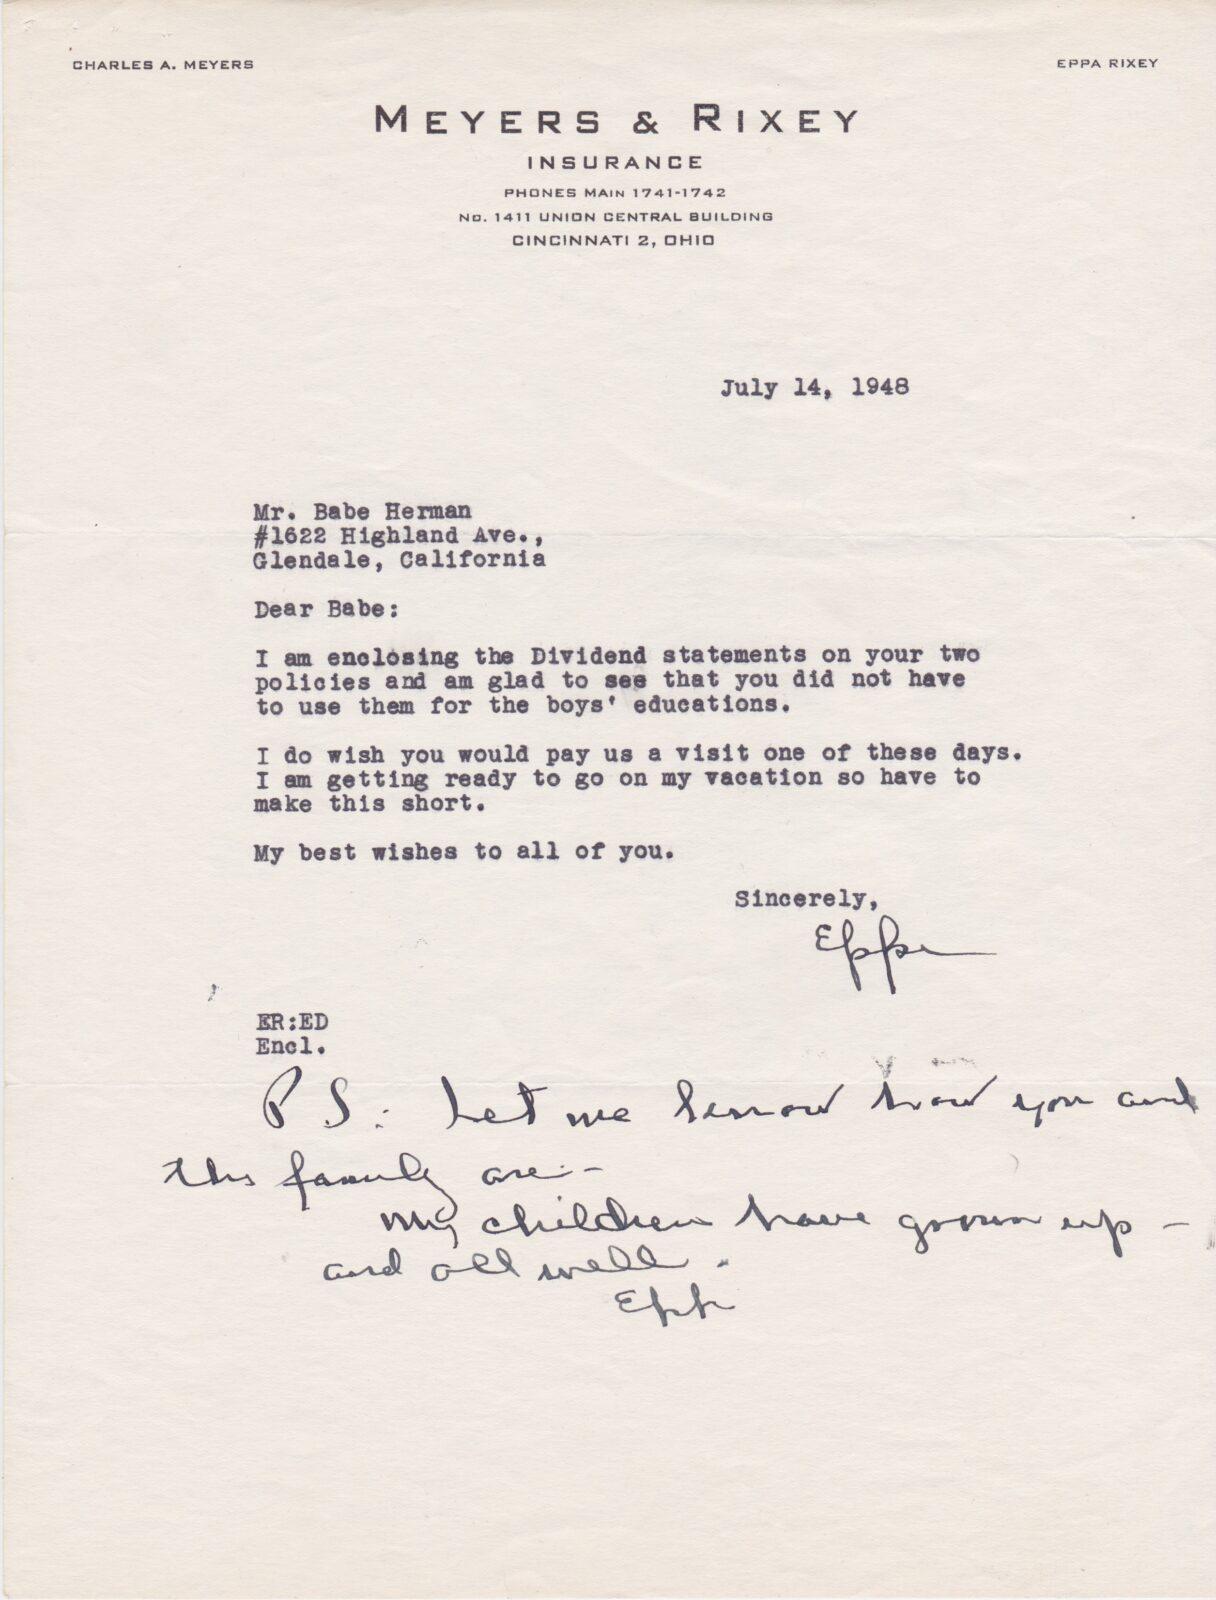 CHARLES A. MEYERS
EPPA RIXEY
MEYERS & RIXEY
INSURANCE
PHONES MAIN 1741-1742
No. 1411 UNION CENTRAL BUILDING
CINCINNATI 2, OHIO
July 14, 1948
Mr. Babe Herman
#1622 Highland Ave.,
Glendale, California
Dear Babe:
I am enclosing the Dividend statements on your two
policies and am glad to see that you did not have
to use them for the boys' educations.
I do wish you would pay us a visit one of these days.
I am getting ready to go on my vacation so have to
make this short.
My best wishes to all of you.
Sincerely,
Eppa
ER:ED
Encl.
P S: Let me know how you and
the family are -
My children have grown up -
and all well.
Epp